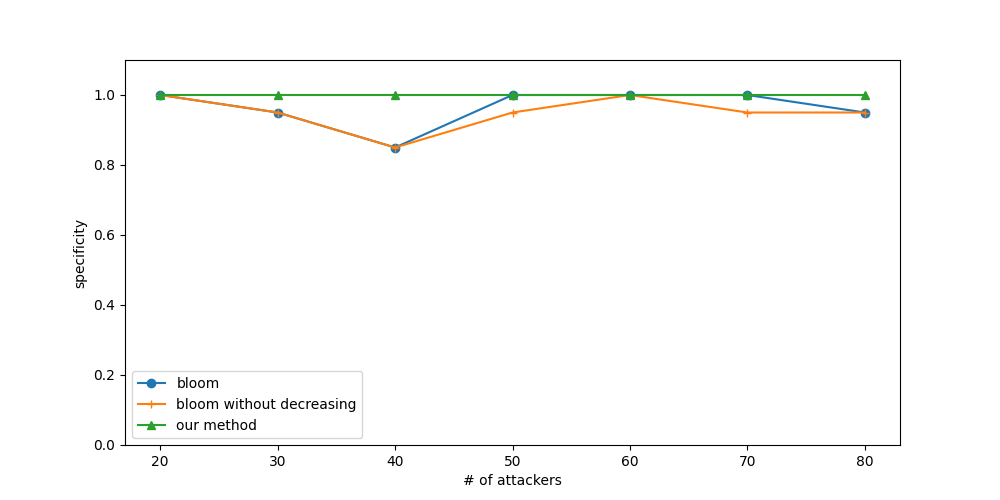 1.0
0.8
0.6
0.4
0.2
0.0
specificity
bloom
bloom without decreasing
our method
20 30 40 50 60 70 80
# of attackers